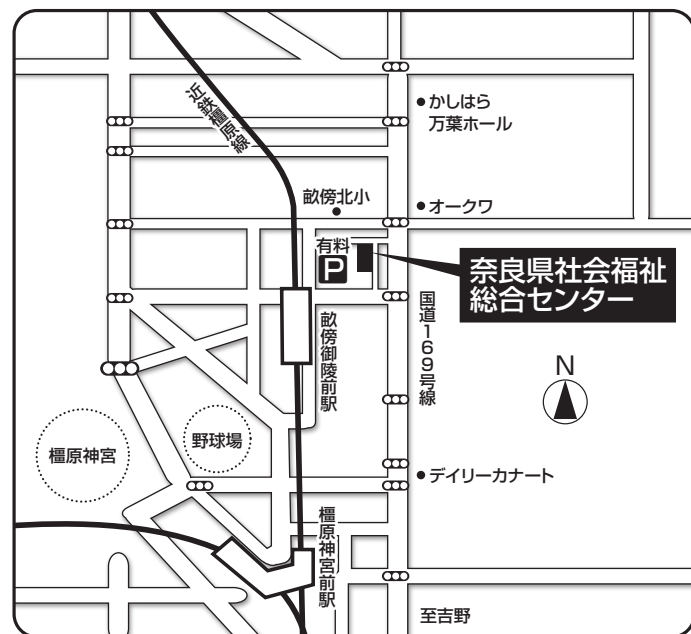 近鉄橿原線
かしはら
万葉ホール
畝傍北小
オークワ
有料
P
奈良県社会福祉
総合センター
国道169号線
畝傍御陵前駅
N
橿原神宮
野球場
デイリーカナート
橿原神宮前駅
至吉野